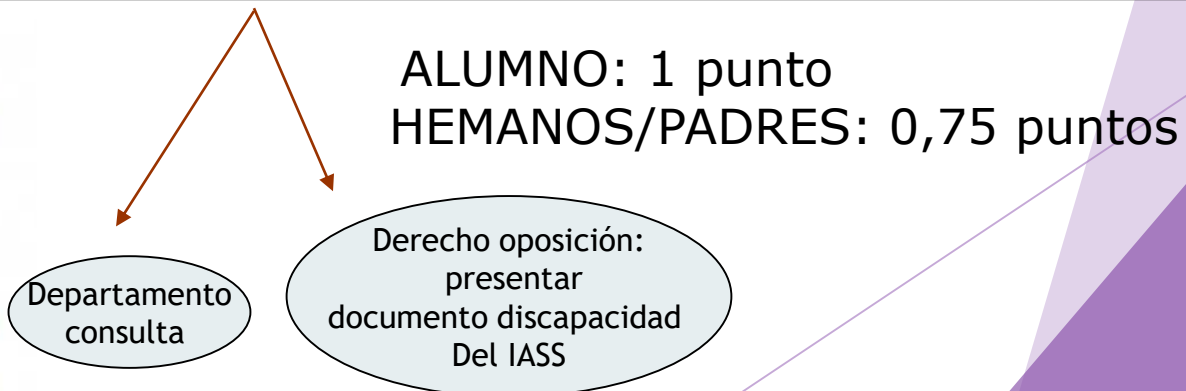 ALUMNO: 1 punto
HEMANOS/PADRES: 0,75 puntos
Departamento
consulta
Derecho oposición:
presentar
documento discapacidad
Del IASS